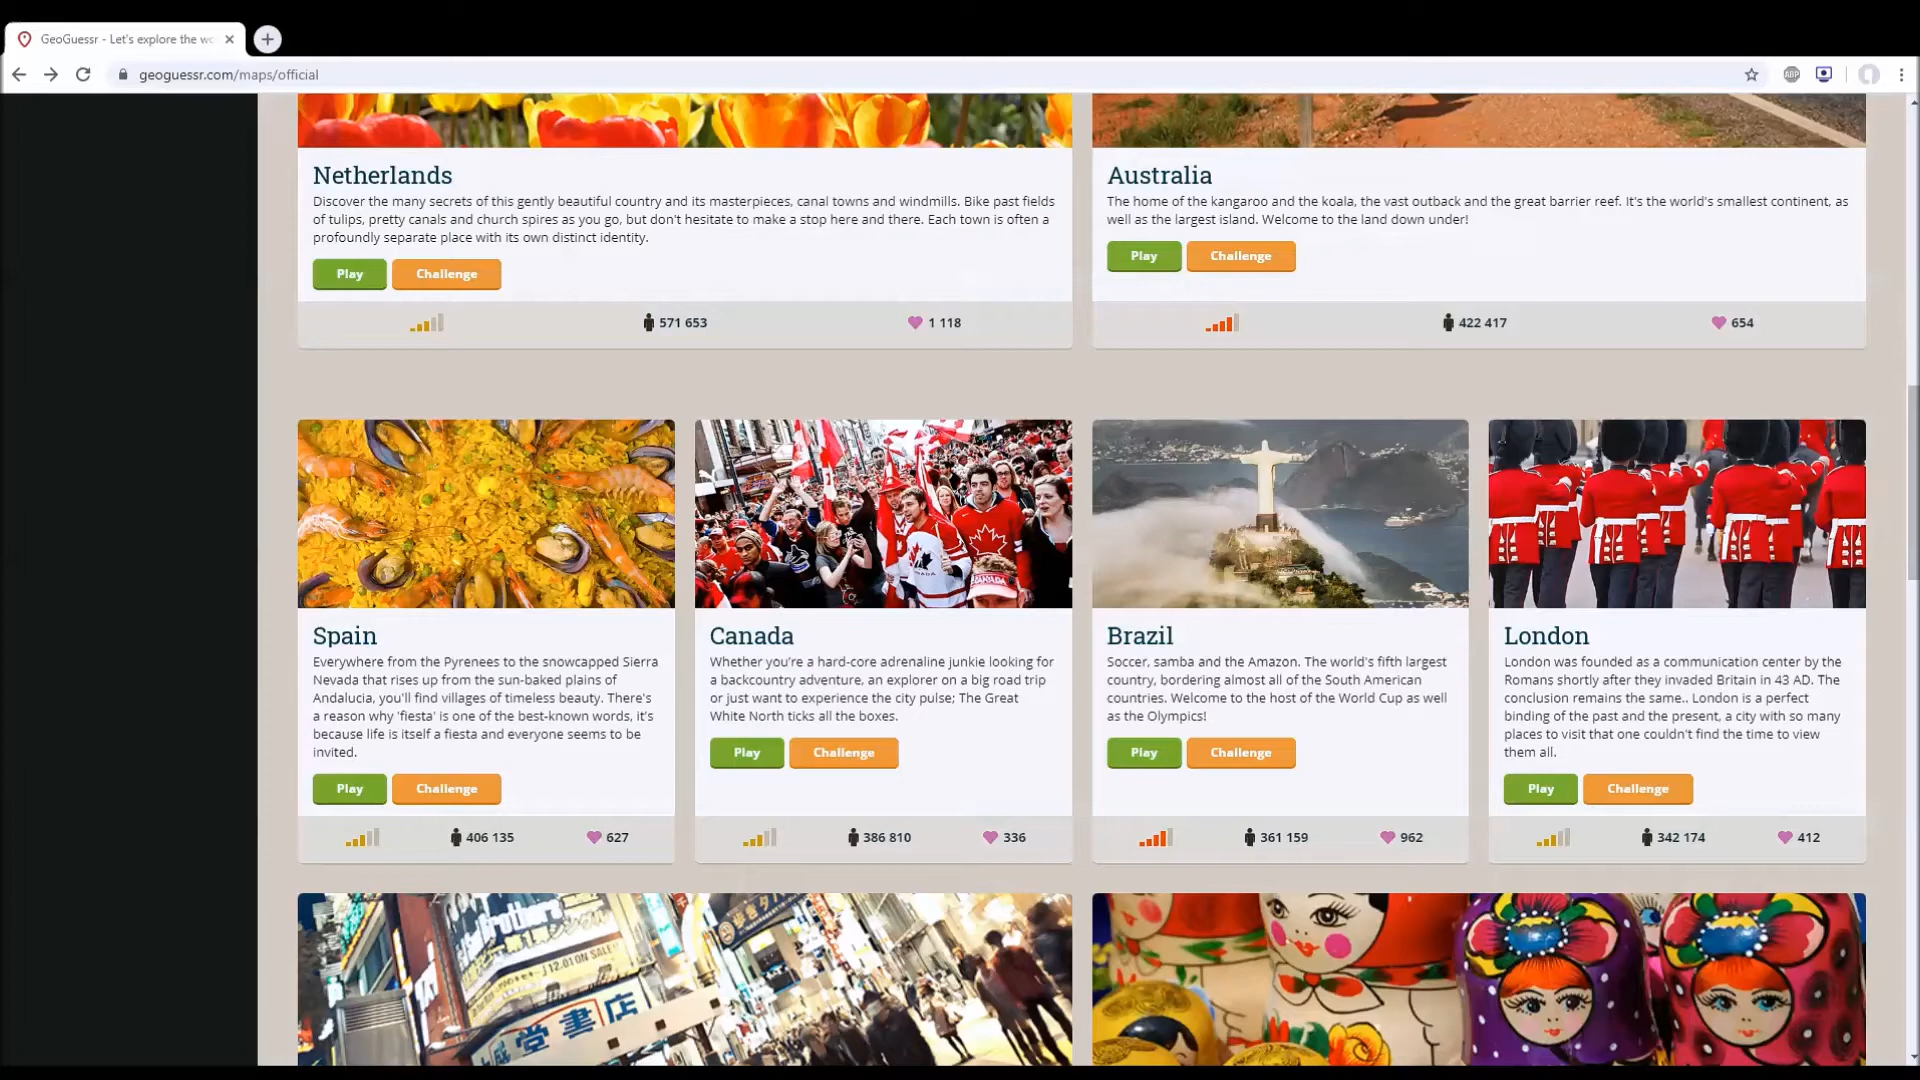 GeoGuessr - Let's explore the wo
geoguessr.com/maps/official
ABP
Netherlands
Discover the many secrets of this gently beautiful country and its masterpieces, canal towns and windmills. Bike past fields
of tulips, pretty canals and church spires as you go, but don't hesitate to make a stop here and there. Each town is often a
profoundly separate place with its own distinct identity.
Play Challenge
571 653 1 118
Australia
The home of the kangaroo and the koala, the vast outback and the great barrier reef. It's the world's smallest continent, as
well as the largest island. Welcome to the land down under!
Play Challenge
422 417 654
Spain
Everywhere from the Pyrenees to the snowcapped Sierra
Nevada that rises up from the sun-baked plains of
Andalucia, you'll find villages of timeless beauty. There's
a reason why 'fiesta' is one of the best-known words, it's
because life is itself a fiesta and everyone seems to be
invited.
Play Challenge
406 135 627
CANADA
CANADA
Canada
Whether you're a hard-core adrenaline junkie looking for
a backcountry adventure, an explorer on a big road trip
or just want to experience the city pulse; The Great
White North ticks all the boxes.
Play Challenge
386 810 336
Brazil
Soccer, samba and the Amazon. The world's fifth largest
country, bordering almost all of the South American
countries. Welcome to the host of the World Cup as well
as the Olympics!
Play Challenge
361 159 962
London
London was founded as a communication center by the
Romans shortly after they invaded Britain in 43 AD. The
conclusion remains the same.. London is a perfect
binding of the past and the present, a city with so many
places to visit that one couldn't find the time to view
them all.
Play Challenge
342 174 412
12.01 ON SALE!
堂書店